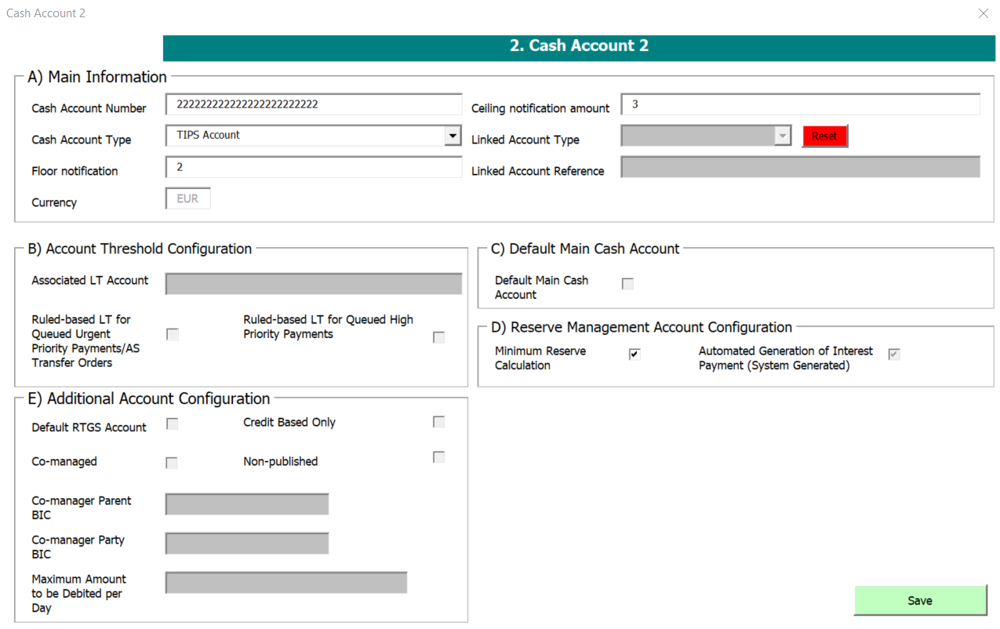 Cash Account 2
2. Cash Account 2
A) Main Information
Cash Account Number
222222222222222222222222
Ceiling notification amount
3
Cash Account Type
TIPS Account
Linked Account Type
Reset
Floor notification
2
Linked Account Reference
Currency
EUR
B) Account Threshold Configuration
Associated LT Account
Ruled-based LT for
Queued Urgent
Priority Payments/AS
Transfer Orders
Ruled-based LT for Queued High
Priority Payments
C) Default Main Cash Account
Default Main Cash
Account
D) Reserve Management Account Configuration
Minimum Reserve
Calculation
Automated Generation of Interest
Payment (System Generated)
E) Additional Account Configuration
Default RTGS Account
Credit Based Only
Co-managed
Non-published
Co-manager Parent
BIC
Co-manager Party
BIC
Maximum Amount
to be Debited per
Day
Save